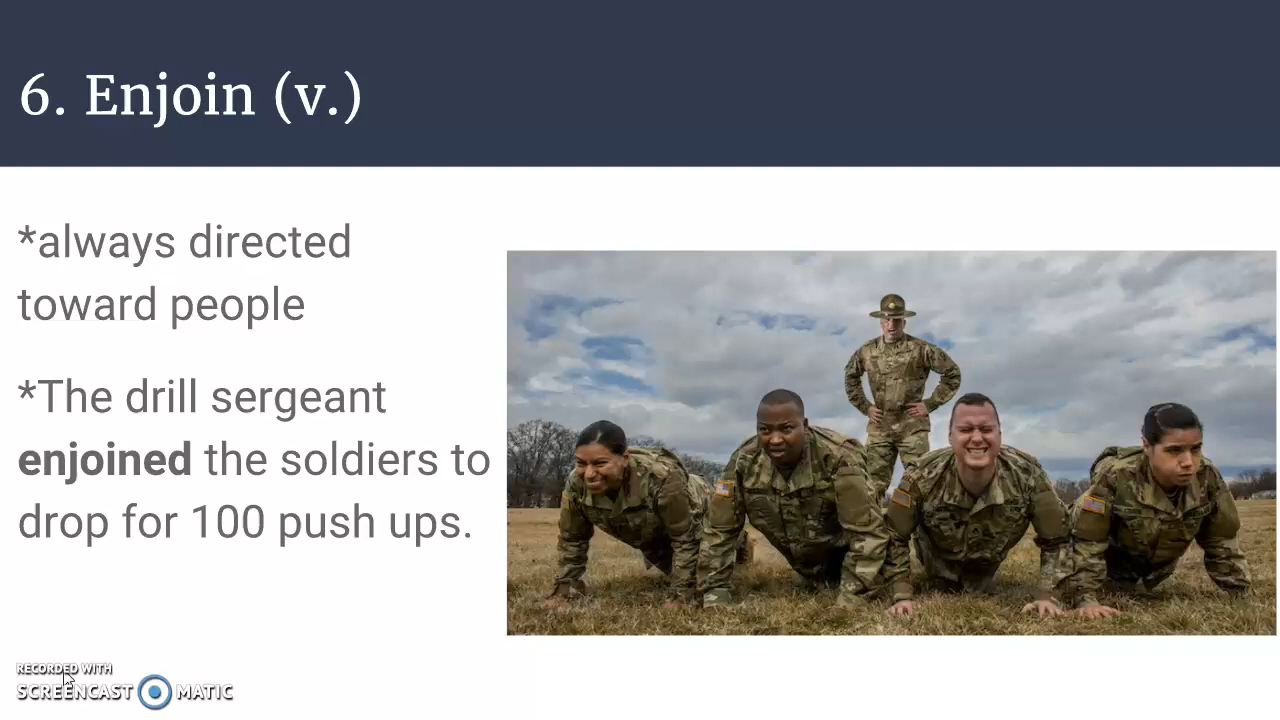 6. Enjoin (v.)
*always directed
toward people
*The drill sergeant
enjoined the soldiers to
drop for 100 push ups.
RECORDED WITH
SCREENCAST MATIC